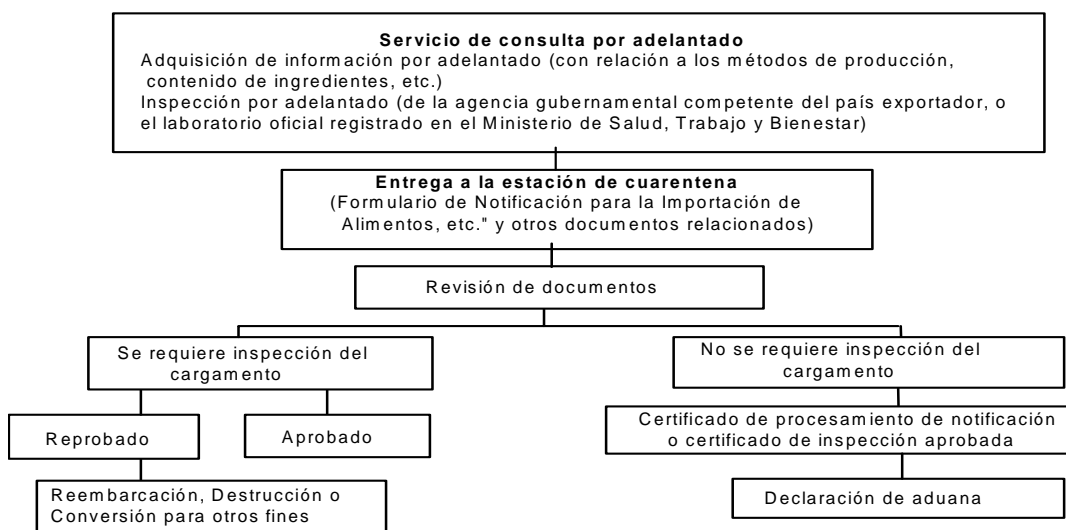 Servicio de consulta por adelantado
Adquisición de información por adelantado (con relación a los métodos de producción,
contenido de ingredientes, etc.)
Inspección por adelantado (de la agencia gubernamental competente del país exportador, o
el laboratorio oficial registrado en el Ministerio de Salud, Trabajo y Bienestar)
Entrega a la estación de cuarentena
(Formulario de Notificación para la Importación de
Alimentos, etc." y otros documentos relacionados)
Revisión de documentos
Se requiere inspección del
cargamento
No se requiere inspección del
cargamento
Reprobado
Aprobado
Certificado de procesamiento de notificación
o certificado de inspección aprobada
Reembarcación, Destrucción o
Conversión para otros fines
Declaración de aduana